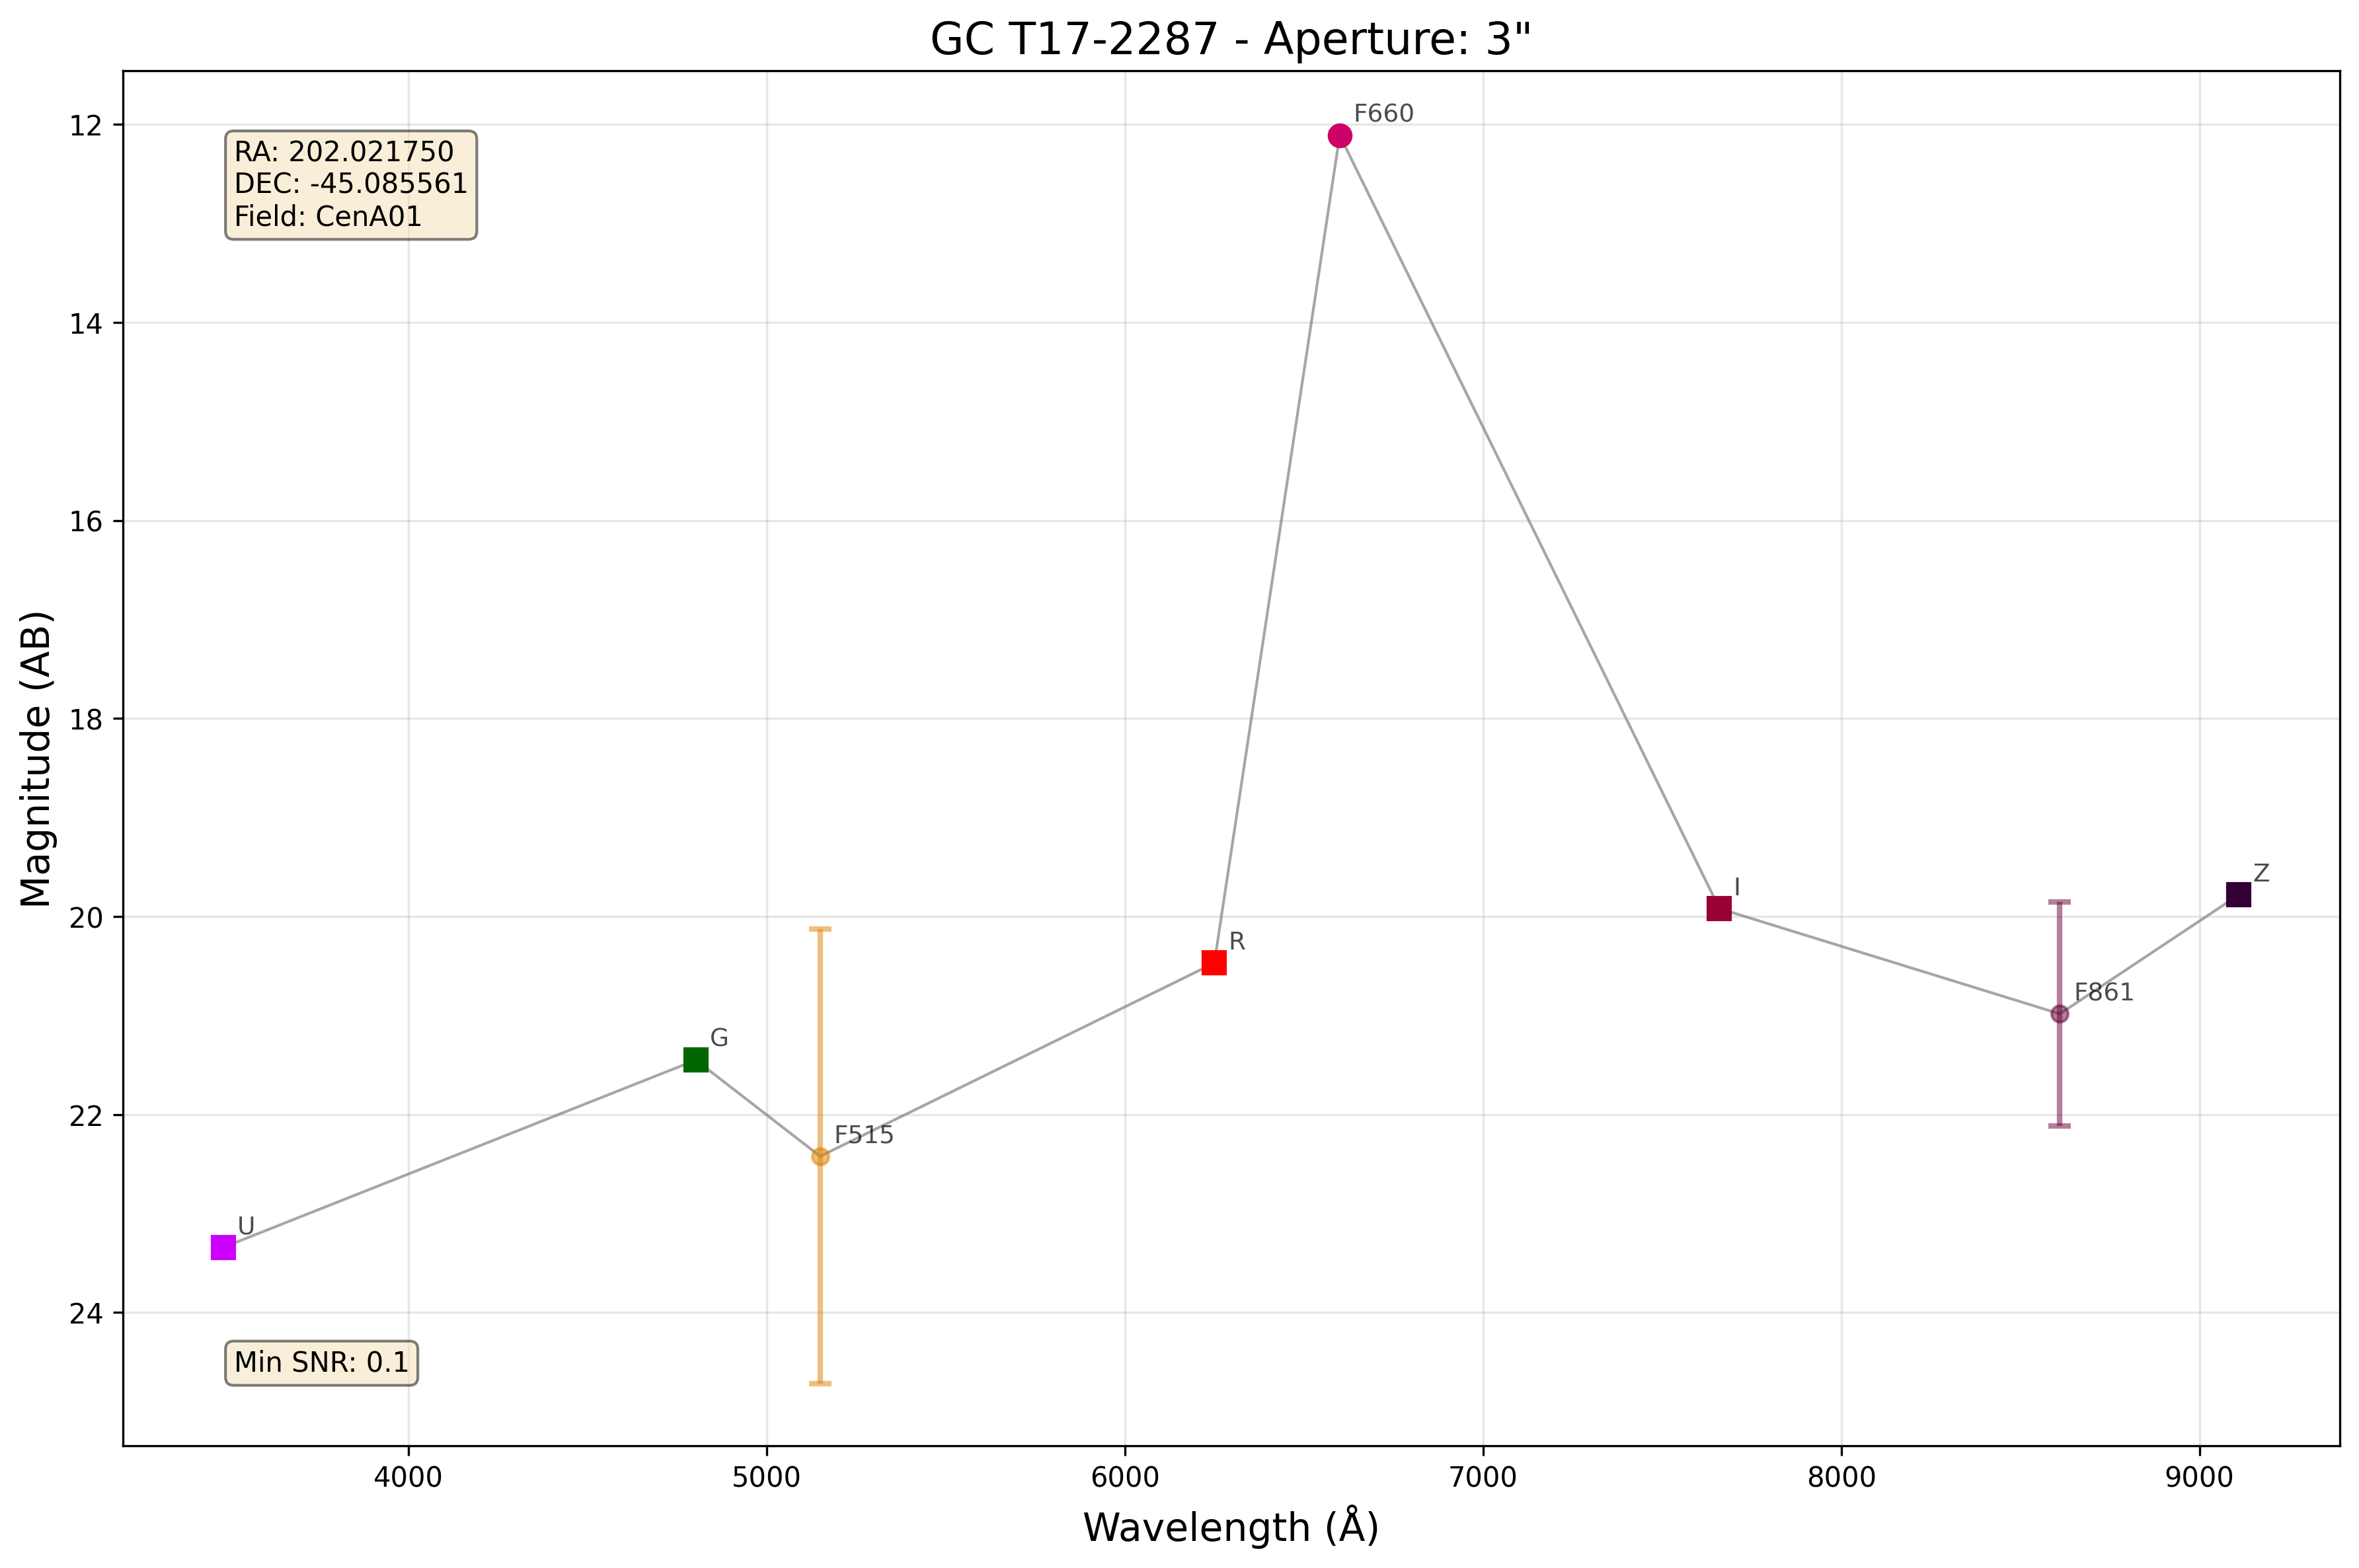 GC T17-2287 - Aperture: 3"
12
14
16
18
20
22
24
Magnitude (AB)
RA: 202.021750
DEC: -45.085561
Field: CenA01
F660
U
G
F515
R
I
F861
Z
Min SNR: 0.1
4000
5000
6000
7000
8000
9000
Wavelength (Å)